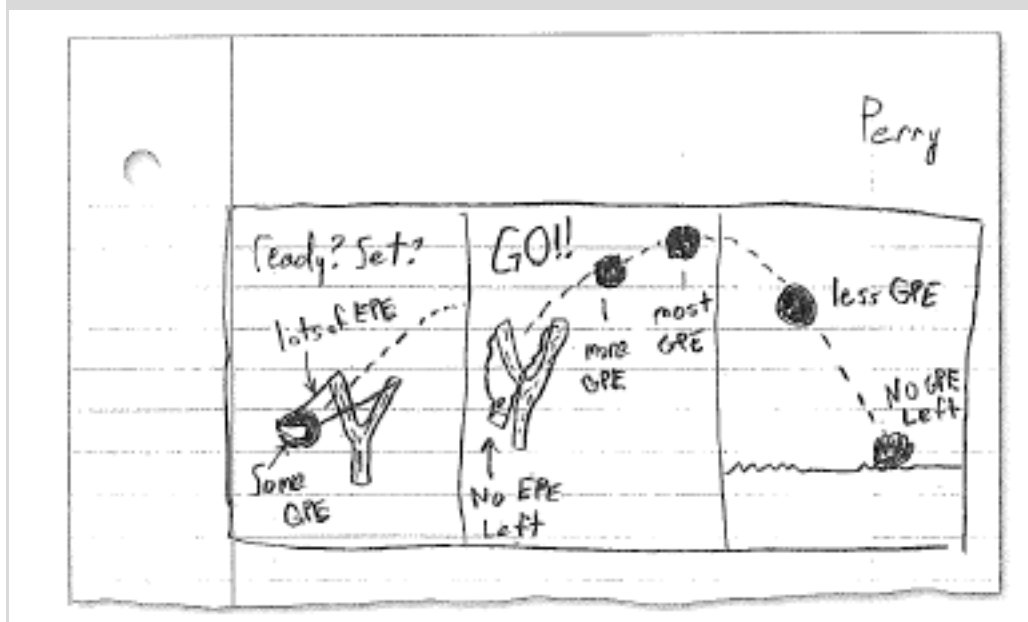 Perry
Ready? Set?
lots of EPE
Some
GPE
GO!!
more
GPE
most
GPE
No EPE
Left
less GPE
NO GPE
Left